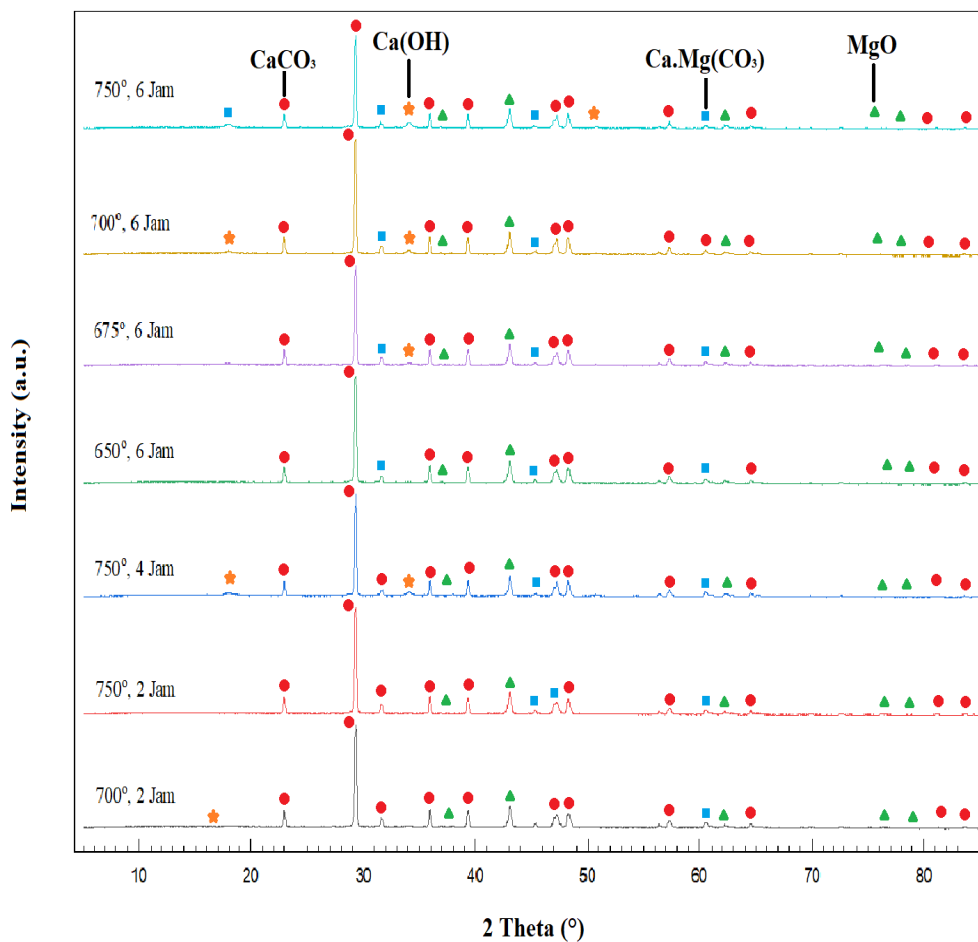 CaCO₃
Ca(OH)
Ca.Mg(CO₃)
MgO
750°, 6 Jam
700°, 6 Jam
675°, 6 Jam
650°, 6 Jam
750°, 4 Jam
750°, 2 Jam
700°, 2 Jam
Intensity (a.u.)
10 20 30 40 50 60 70 80
2 Theta (°)